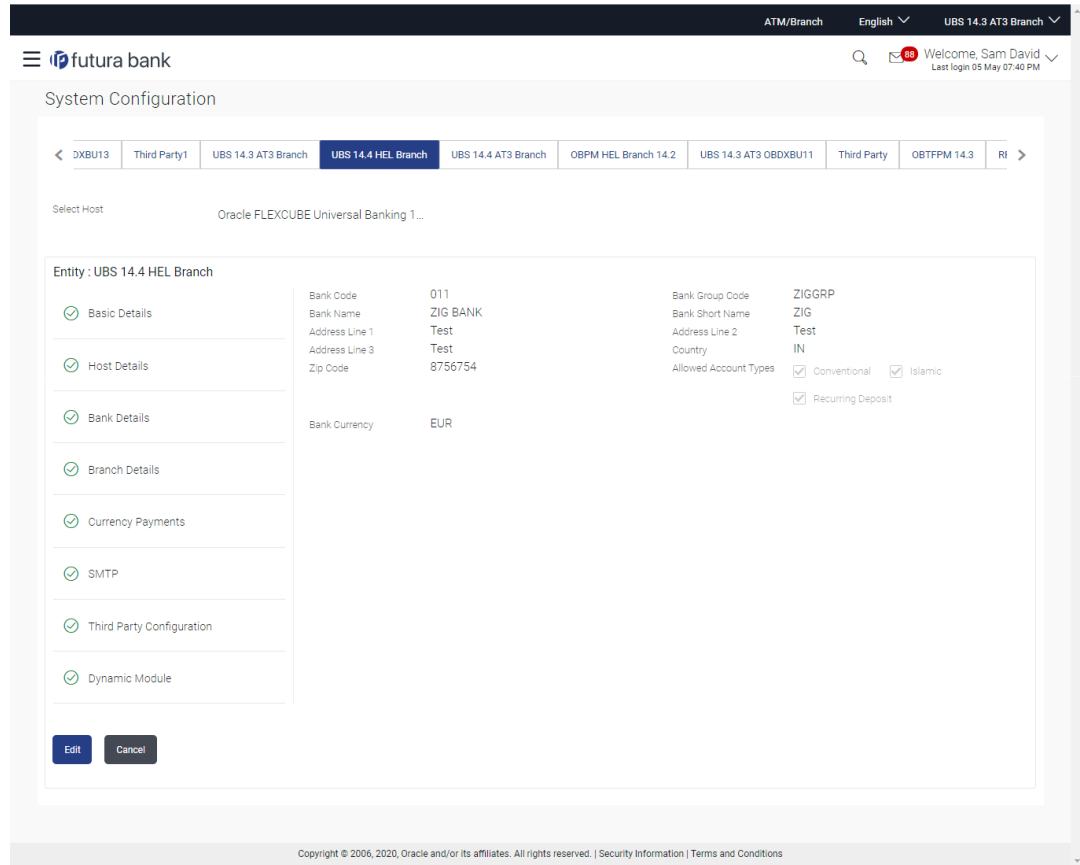 ATM/Branch English UBS 14.3 AT3 Branch
futura bank 88 Welcome, Sam David
Last login 05 May 07:40 PM
System Configuration
DXBU13 Third Party1 UBS 14.3 AT3 Branch UBS 14.4 HEL Branch UBS 14.4 AT3 Branch OBPM HEL Branch 14.2 UBS 14.3 AT3 OBDXBU11 Third Party OBTFPM 14.3
Select Host Oracle FLEXCUBE Universal Banking 1...
Entity : UBS 14.4 HEL Branch
Basic Details
Host Details
Bank Details
Branch Details
Currency Payments
SMTP
Third Party Configuration
Dynamic Module
Bank Code 011 Bank Group Code ZIGGRP
Bank Name ZIG BANK Bank Short Name ZIG
Address Line 1 Test Address Line 2 Test
Address Line 3 Test Country IN
Zip Code 8756754 Allowed Account Types Conventional Islamic
Recurring Deposit
Bank Currency EUR
Edit Cancel
Copyright © 2006, 2020, Oracle and/or its affiliates. All rights reserved. | Security Information | Terms and Conditions